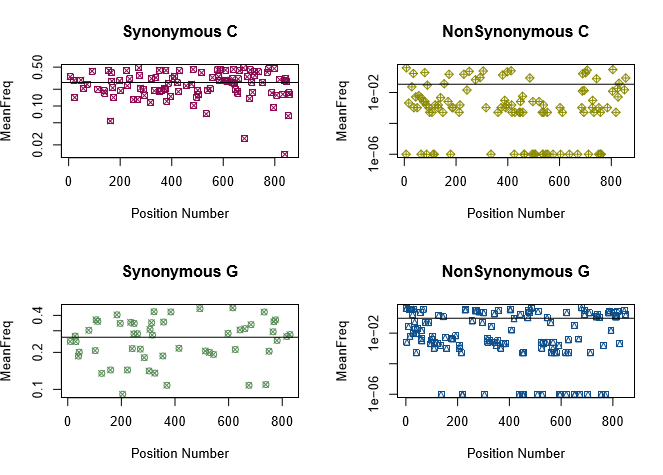 Synonymous C
MeanFreq
0.50
0.10
0.02
0 200 400 600 800
Position Number
NonSynonymous C
MeanFreq
1e-02
1e-06
0 200 400 600 800
Position Number
Synonymous G
MeanFreq
0.4
0.2
0.1
0 200 400 600 800
Position Number
NonSynonymous G
MeanFreq
1e-02
1e-06
0 200 400 600 800
Position Number